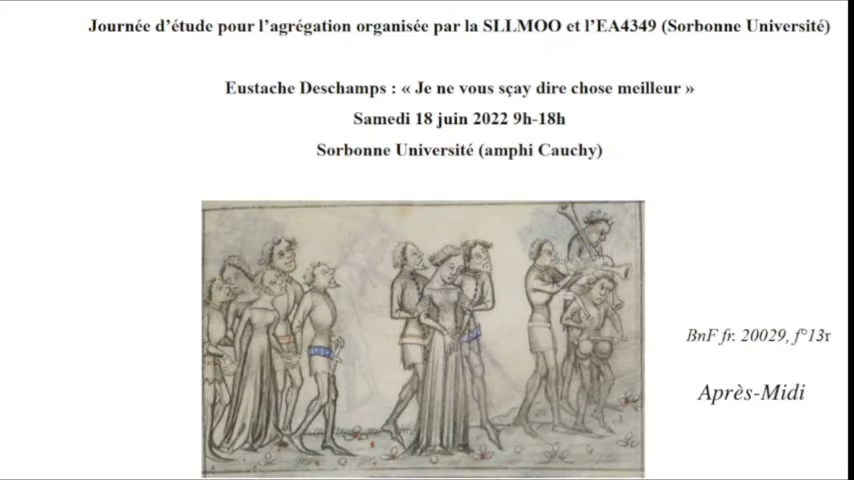 Journée d'étude pour l'agrégation organisée par la SLLMOO et l'EA4349 (Sorbonne Université)
Eustache Deschamps : « Je ne vous sçay dire chose meilleur »
Samedi 18 juin 2022 9h-18h
Sorbonne Université (amphi Cauchy)
BnF fr. 20029, f°13r
Après-Midi